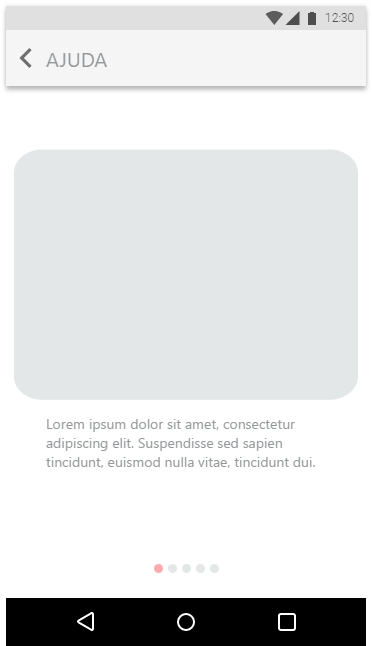 12:30
AJUDA
Lorem ipsum dolor sit amet, consectetur
adipiscing elit. Suspendisse sed sapien
tincidunt, euismod nulla vitae, tincidunt dui.